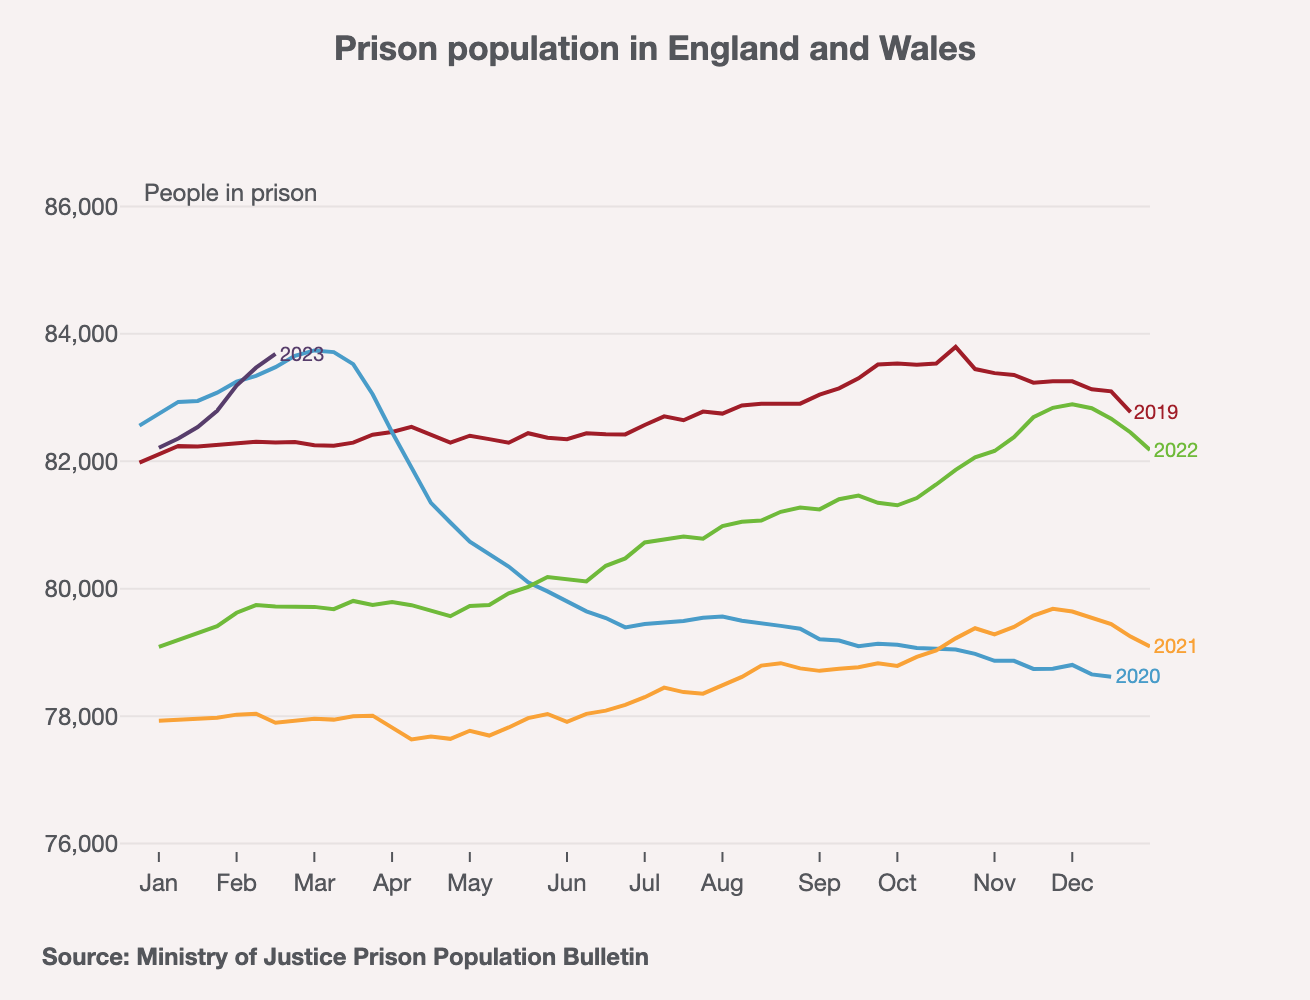 Prison population in England and Wales
People in prison
86,000
84,000
2023
2019
2022
82,000
80,000
2021
2020
78,000
76,000
Jan Feb Mar Apr May Jun Jul Aug Sep Oct Nov Dec
Source: Ministry of Justice Prison Population Bulletin